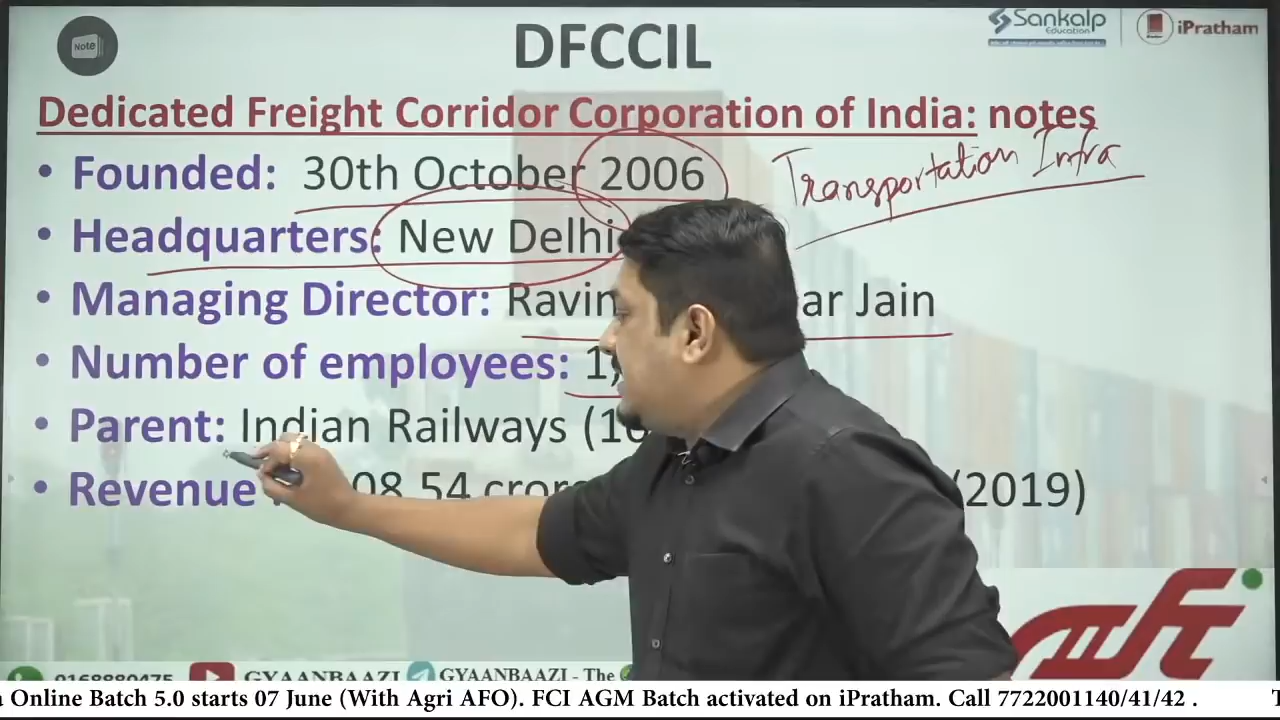 Note
DFCCIL
Sankalp
Education
iPratham
Dedicated Freight Corridor Corporation of India: notes
• Founded: 30th October 2006
Transportation Infra
• Headquarters: New Delhi
• Managing Director: Ravin ar Jain
• Number of employees: 1,
• Parent: Indian Railways (10
• Revenue 08.54 crore (2019)
9168880475 GYAANBAAZI GYAANBAAZI - The
Online Batch 5.0 starts 07 June (With Agri AFO). FCI AGM Batch activated on iPratham. Call 7722001140/41/42 .